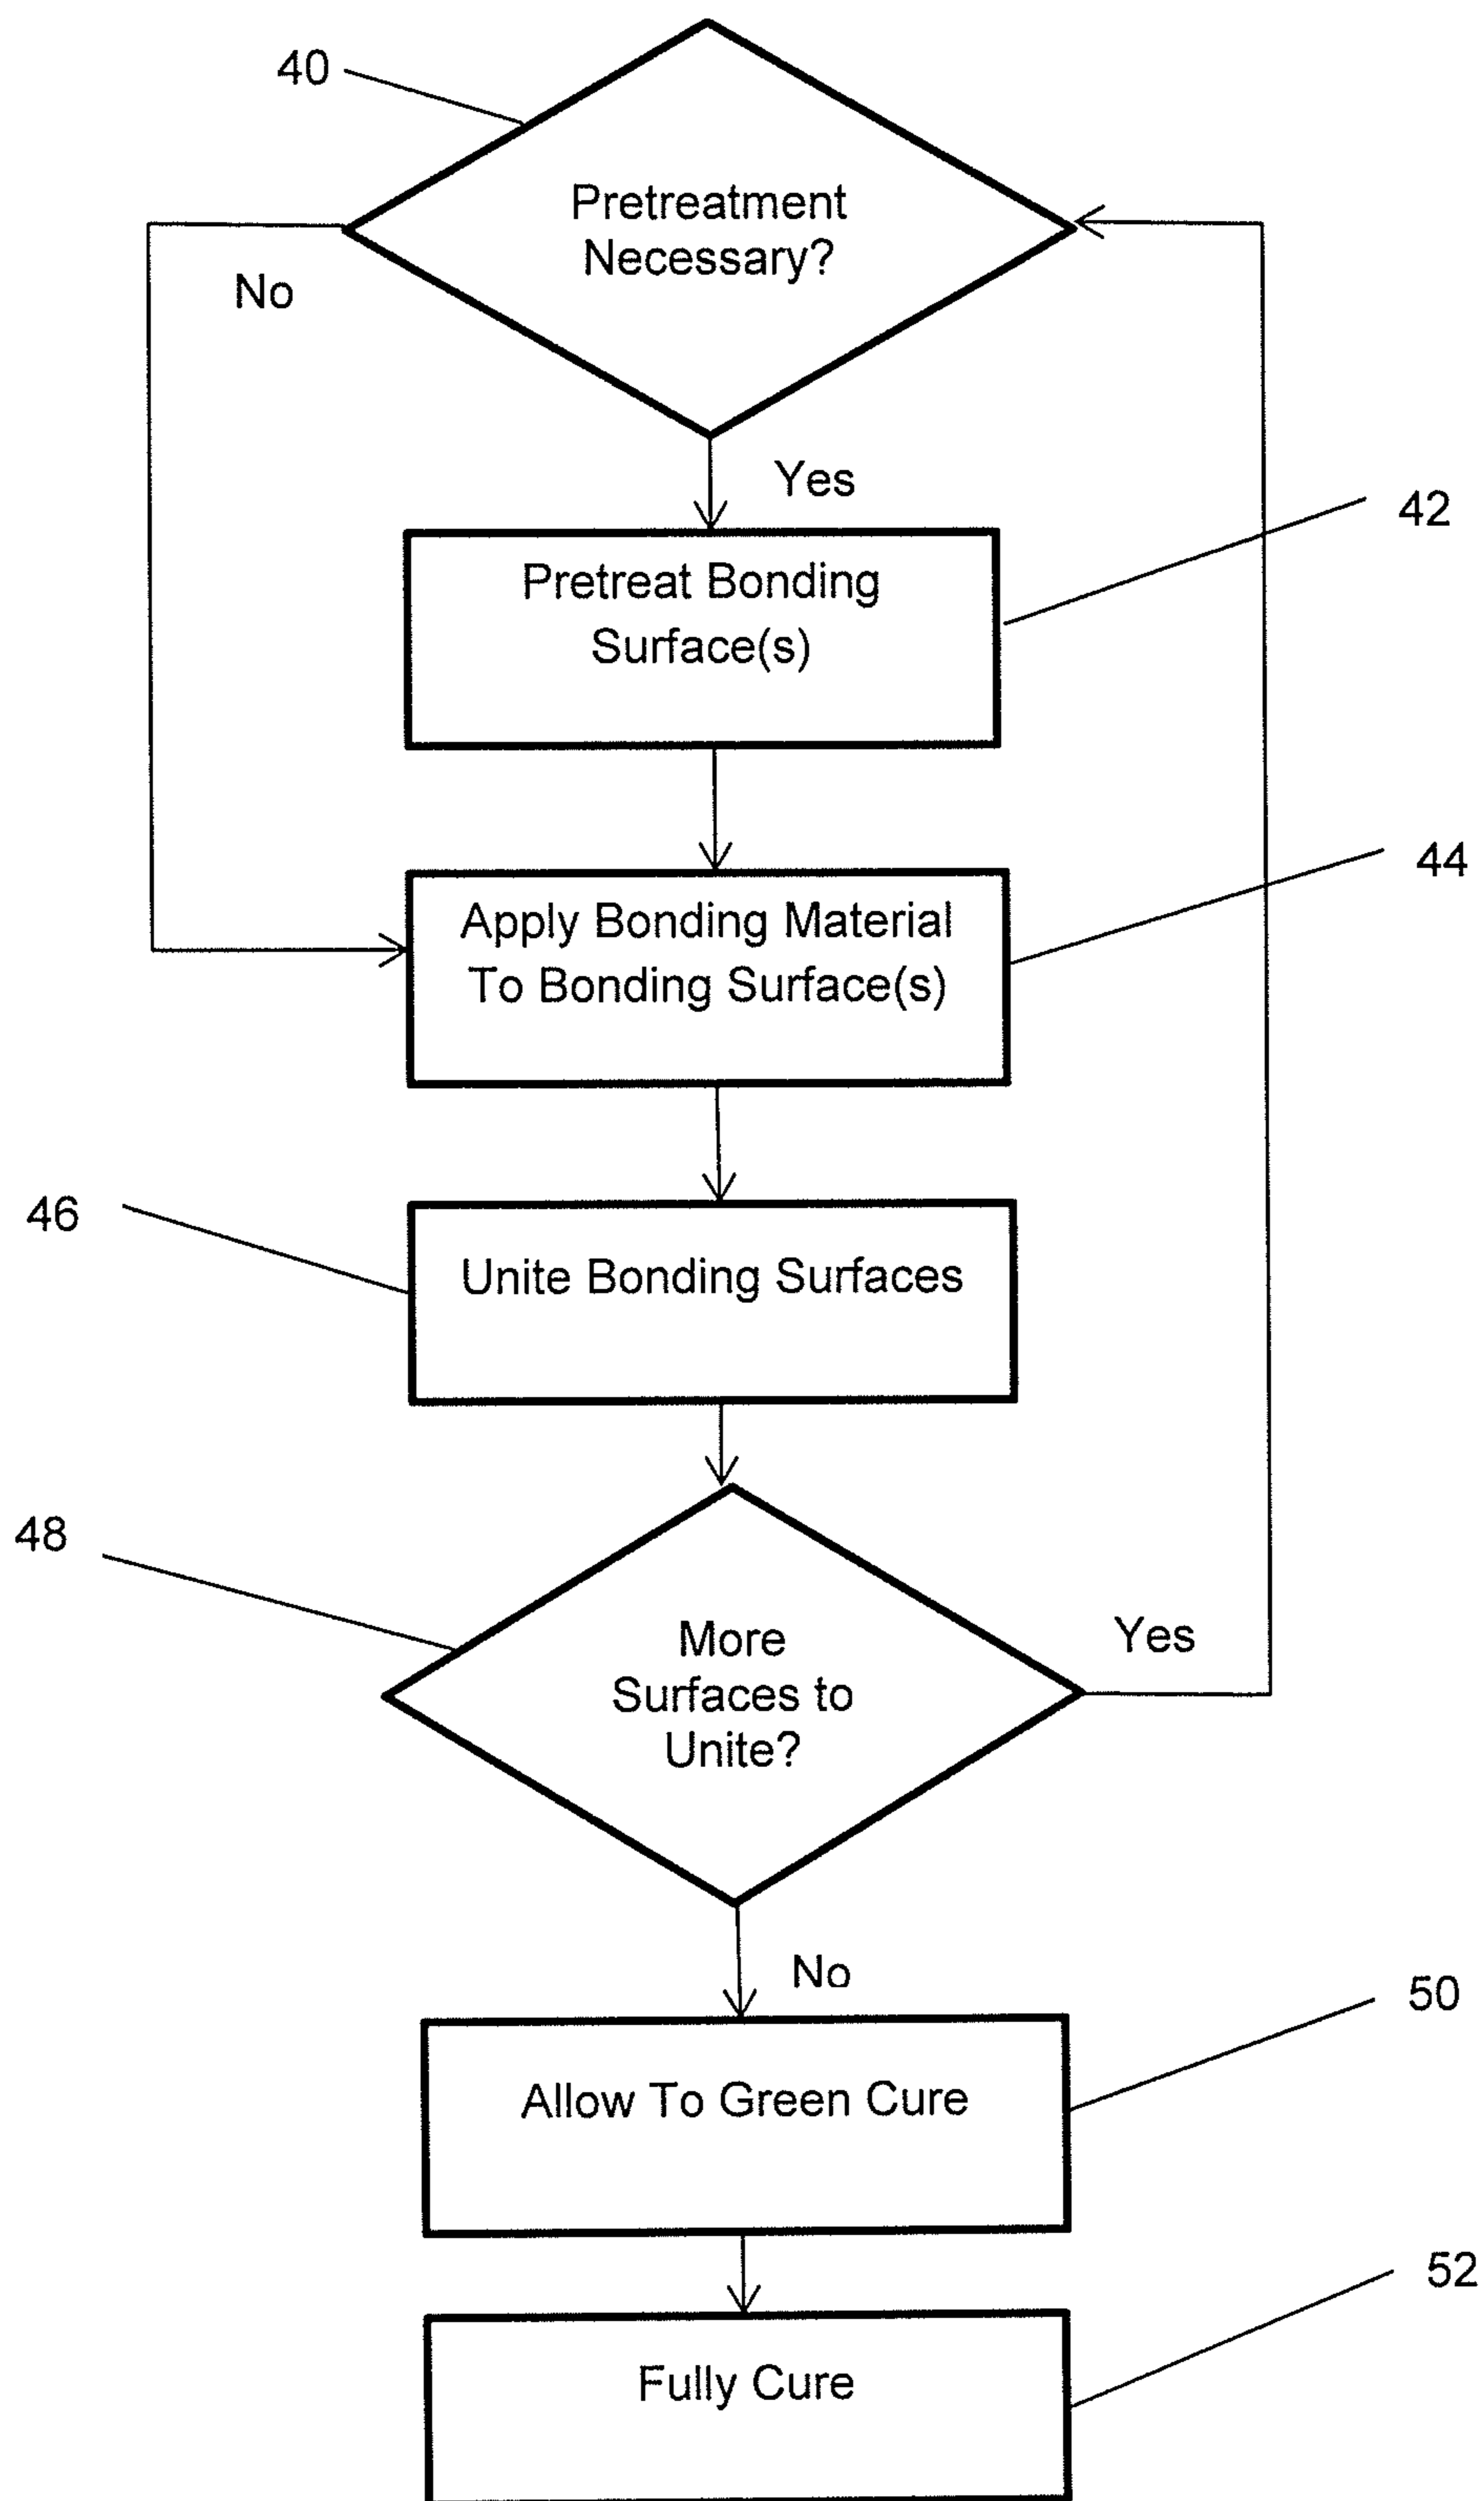 40
Pretreatment
Necessary?
No
Yes
42
Pretreat Bonding
Surface(s)
44
Apply Bonding Material
To Bonding Surface(s)
46
Unite Bonding Surfaces
48
More
Surfaces to
Unite?
Yes
No
50
Allow To Green Cure
52
Fully Cure